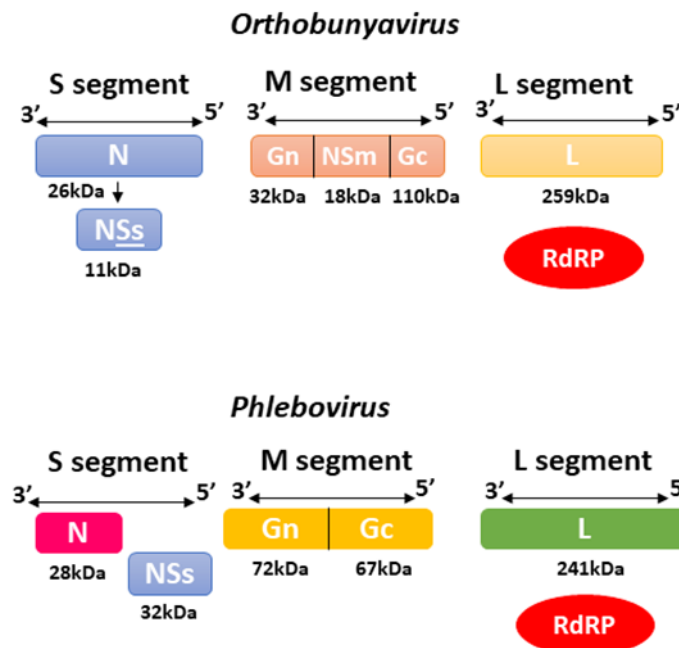 Orthobunyavirus
S segment M segment L segment
3’ 5’ 3’ 5’ 3’ 5’
N Gn NSm Gc L
26kDa 32kDa 18kDa 110kDa 259kDa
NSs
11kDa
RdRP
Phlebovirus
S segment M segment L segment
3’ 5’ 3’ 5’ 3’ 5’
N Gn Gc L
28kDa NSs 72kDa 67kDa 241kDa
32kDa
RdRP